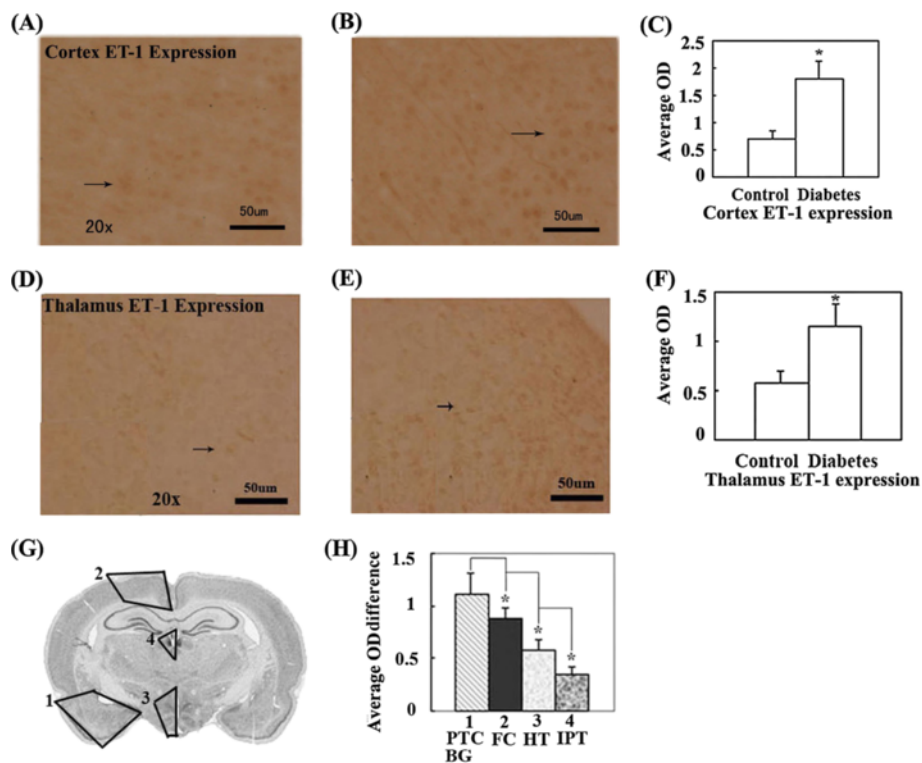 (A)
Cortex ET-1 Expression
20x
50um
(B)
50um
(C)
Average OD
2.5
2
1.5
1
0.5
0
*
Control Diabetes
Cortex ET-1 expression
(D)
Thalamus ET-1 Expression
20x
50um
(E)
50um
(F)
Average OD
1
0.5
0
*
Control Diabetes
Thalamus ET-1 expression
(G)
2
4
1
3
(H)
Average OD difference
1.5
1
0.5
0
*
*
*
1 2 3 4
PTC FC HT IPT
BG